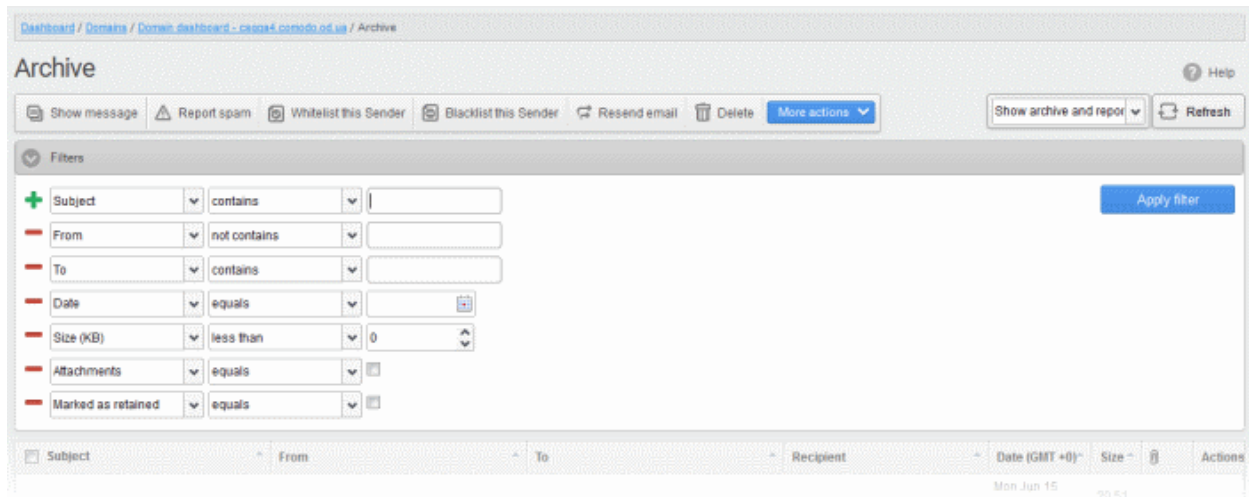 Dashboard / Domains / Domain dashboard - caqqa4.comodo.od.ua / Archive
Archive
Help
Show message Report spam Whitelist this Sender Blacklist this Sender Resend email Delete More actions Show archive and repor Refresh
Filters
Subject contains Apply filter
From not contains
To contains
Date equals
Size (KB) less than 0
Attachments equals
Marked as retained equals
Subject From To Recipient Date (GMT +0) Size Actions
Mon Jun 15